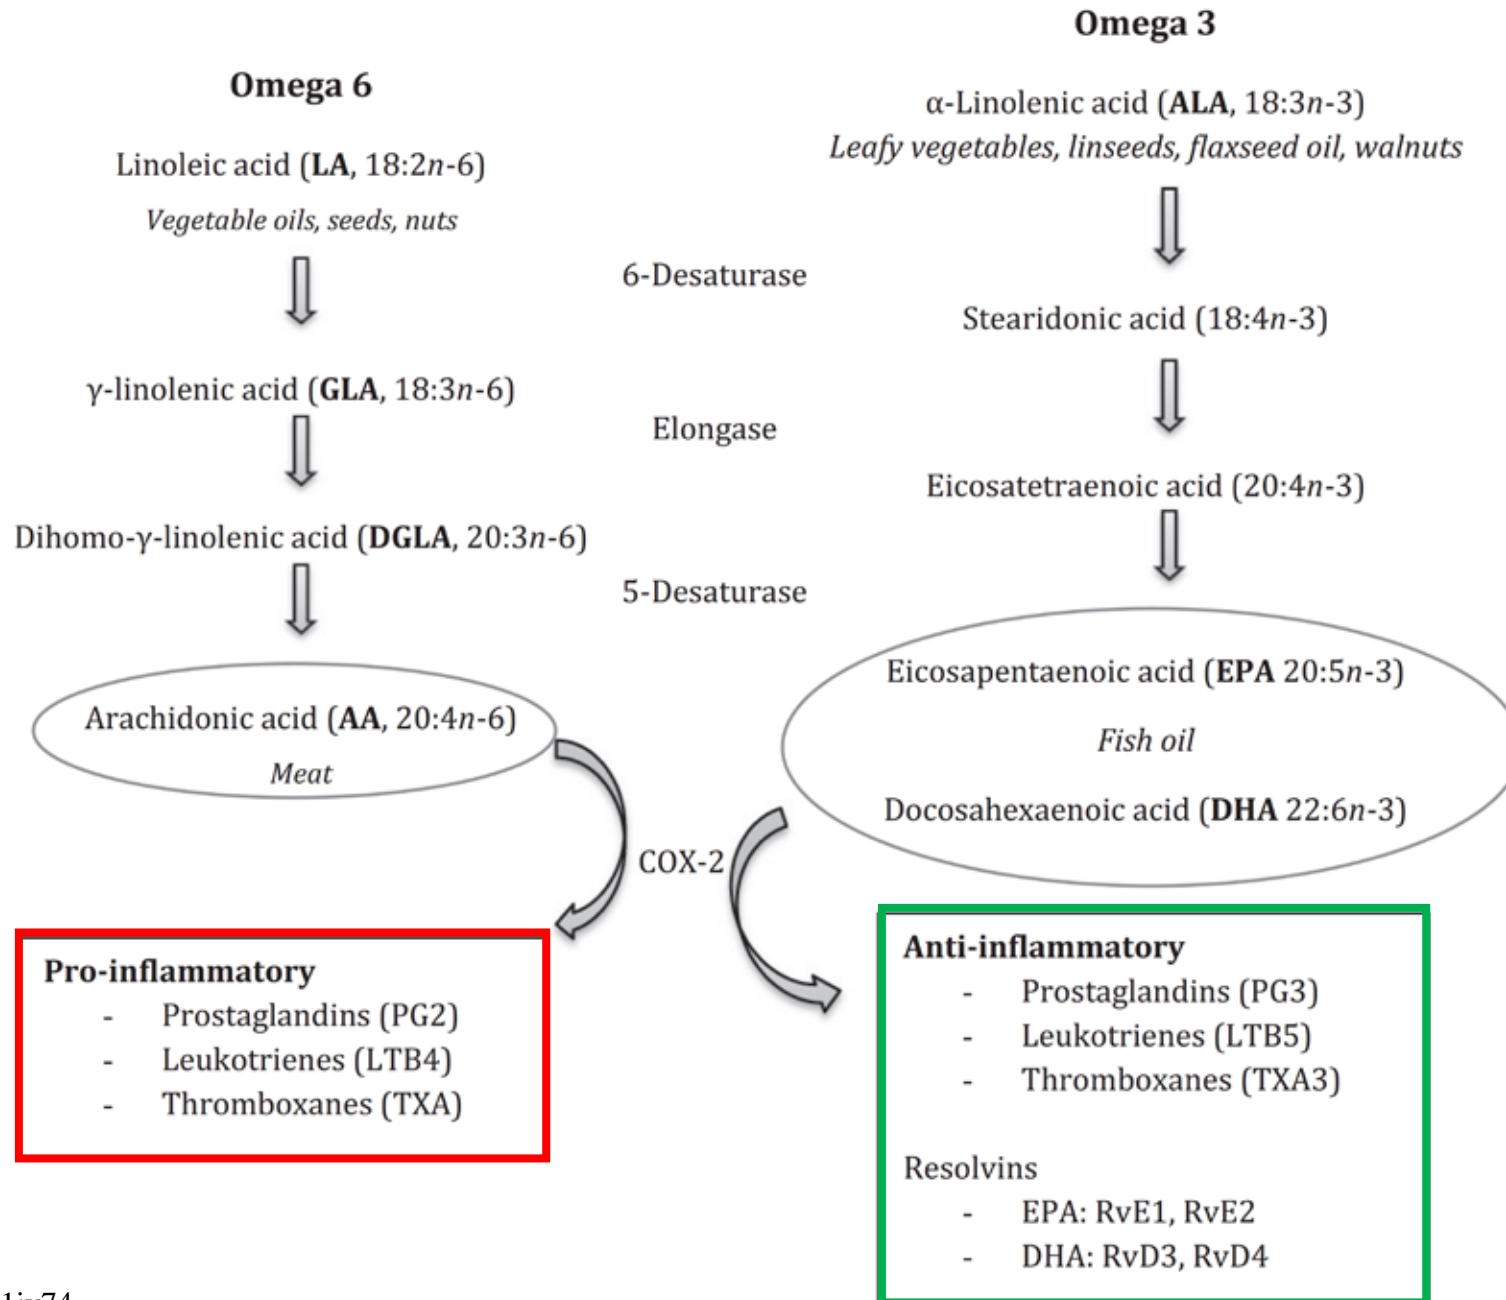 Omega 6
Linoleic acid (LA, 18:2n-6)
Vegetable oils, seeds, nuts
γ-linolenic acid (GLA, 18:3n-6)
Dihomo-γ-linolenic acid (DGLA, 20:3n-6)
Arachidonic acid (AA, 20:4n-6)
Meat
Pro-inflammatory
- Prostaglandins (PG2)
- Leukotrienes (LTB4)
- Thromboxanes (TXA)
6-Desaturase
Elongase
5-Desaturase
COX-2
Omega 3
α-Linolenic acid (ALA, 18:3n-3)
Leafy vegetables, linseeds, flaxseed oil, walnuts
Stearidonic acid (18:4n-3)
Eicosatetraenoic acid (20:4n-3)
Eicosapentaenoic acid (EPA 20:5n-3)
Fish oil
Docosahexaenoic acid (DHA 22:6n-3)
Anti-inflammatory
- Prostaglandins (PG3)
- Leukotrienes (LTB5)
- Thromboxanes (TXA3)
Resolvins
- EPA: RvE1, RvE2
- DHA: RvD3, RvD4